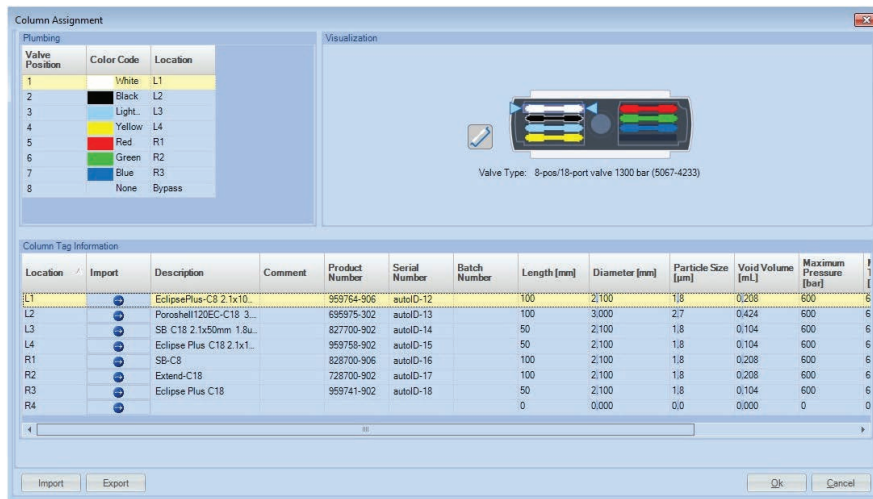 Column Assignment
Plumbing
Valve Position Color Code Location
1 White L1
2 Black L2
3 Light... L3
4 Yellow L4
5 Red R1
6 Green R2
7 Blue R3
8 None Bypass
Visualization
Valve Type: 8-pos/18-port valve 1300 bar (5067-4233)
Column Tag Information
Location Import Description Comment Product Number Serial Number Batch Number Length [mm] Diameter [mm] Particle Size [µm] Void Volume [mL] Maximum Pressure [bar]
L1 EclipsePlus-C8 2.1x10... 959764-906 autoID-12 100 2,100 1,8 0,208 600 6
L2 Poroshell120EC-C18 3... 695975-302 autoID-13 100 3,000 2,7 0,424 600 6
L3 SB C18 2.1x50mm 1.8u... 827700-902 autoID-14 50 2,100 1,8 0,104 600 6
L4 Eclipse Plus C18 2.1x1... 959758-902 autoID-15 50 2,100 1,8 0,104 600 6
R1 SB-C8 828700-906 autoID-16 100 2,100 1,8 0,208 600 6
R2 Extend-C18 728700-902 autoID-17 100 2,100 1,8 0,208 600 6
R3 Eclipse Plus C18 959741-902 autoID-18 50 2,100 1,8 0,104 600 6
R4 0 0,000 0,0 0,000 0 0
Import Export Ok Cancel